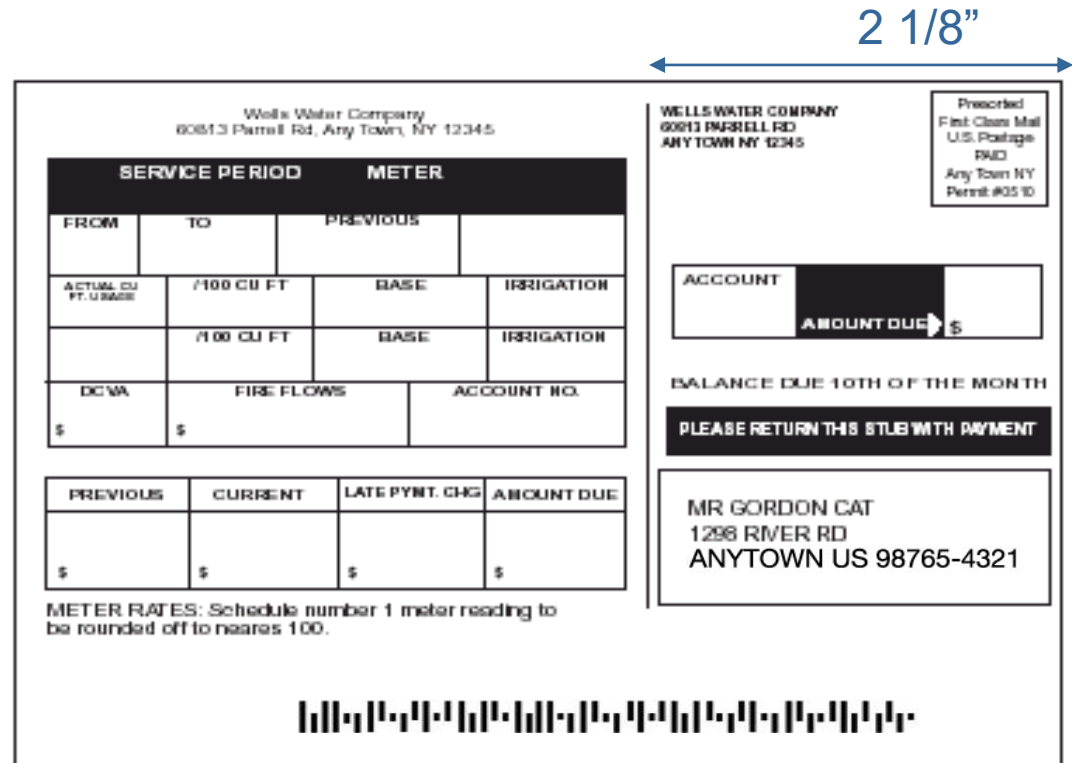 2 1/8”
Wells Water Company
60813 Parrell Rd, Any Town, NY 12345
SERVICE PERIOD METER
FROM TO PREVIOUS
ACTUAL CU FT. USAGE
/100 CU FT BASE IRRIGATION
/100 CU FT BASE IRRIGATION
DCVA FIRE FLOWS ACCOUNT NO.
$ $
PREVIOUS CURRENT LATE PYMT. CHG AMOUNT DUE
$ $ $ $
METER RATES: Schedule number 1 meter reading to
be rounded off to neares 100.
WELLS WATER COMPANY
60913 PARRELL RD
ANY TOWN NY 12345
Presorted
First Class Mail
U.S. Postage
PAID
Any Town NY
Permit #0510
ACCOUNT
AMOUNT DUE $
BALANCE DUE 10TH OF THE MONTH
PLEASE RETURN THIS STUB WITH PAYMENT
MR GORDON CAT
1298 RIVER RD
ANYTOWN US 98765-4321